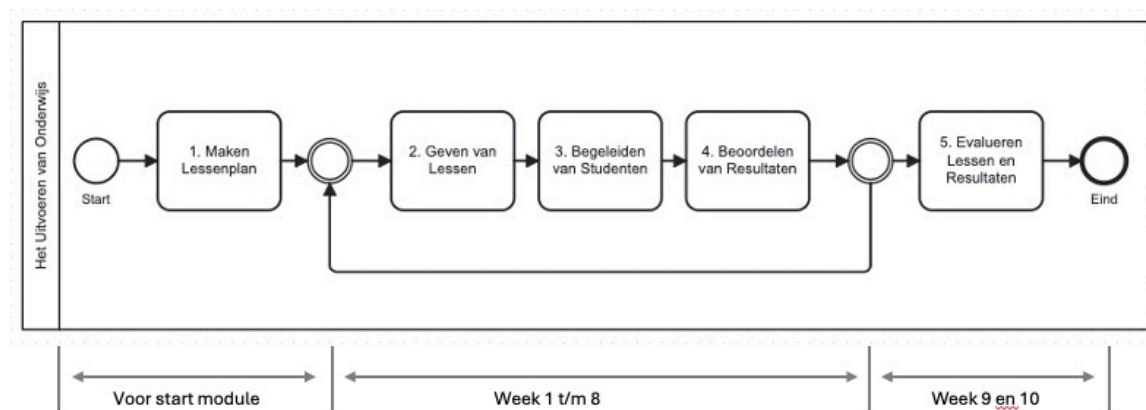 Het Uitvoeren van Onderwijs
Start
1. Maken
Lessenplan
2. Geven van
Lessen
3. Begeleiden
van Studenten
4. Beoordelen
van Resultaten
5. Evalueren
Lessen en
Resultaten
Eind
Voor start module
Week 1 t/m 8
Week 9 en 10